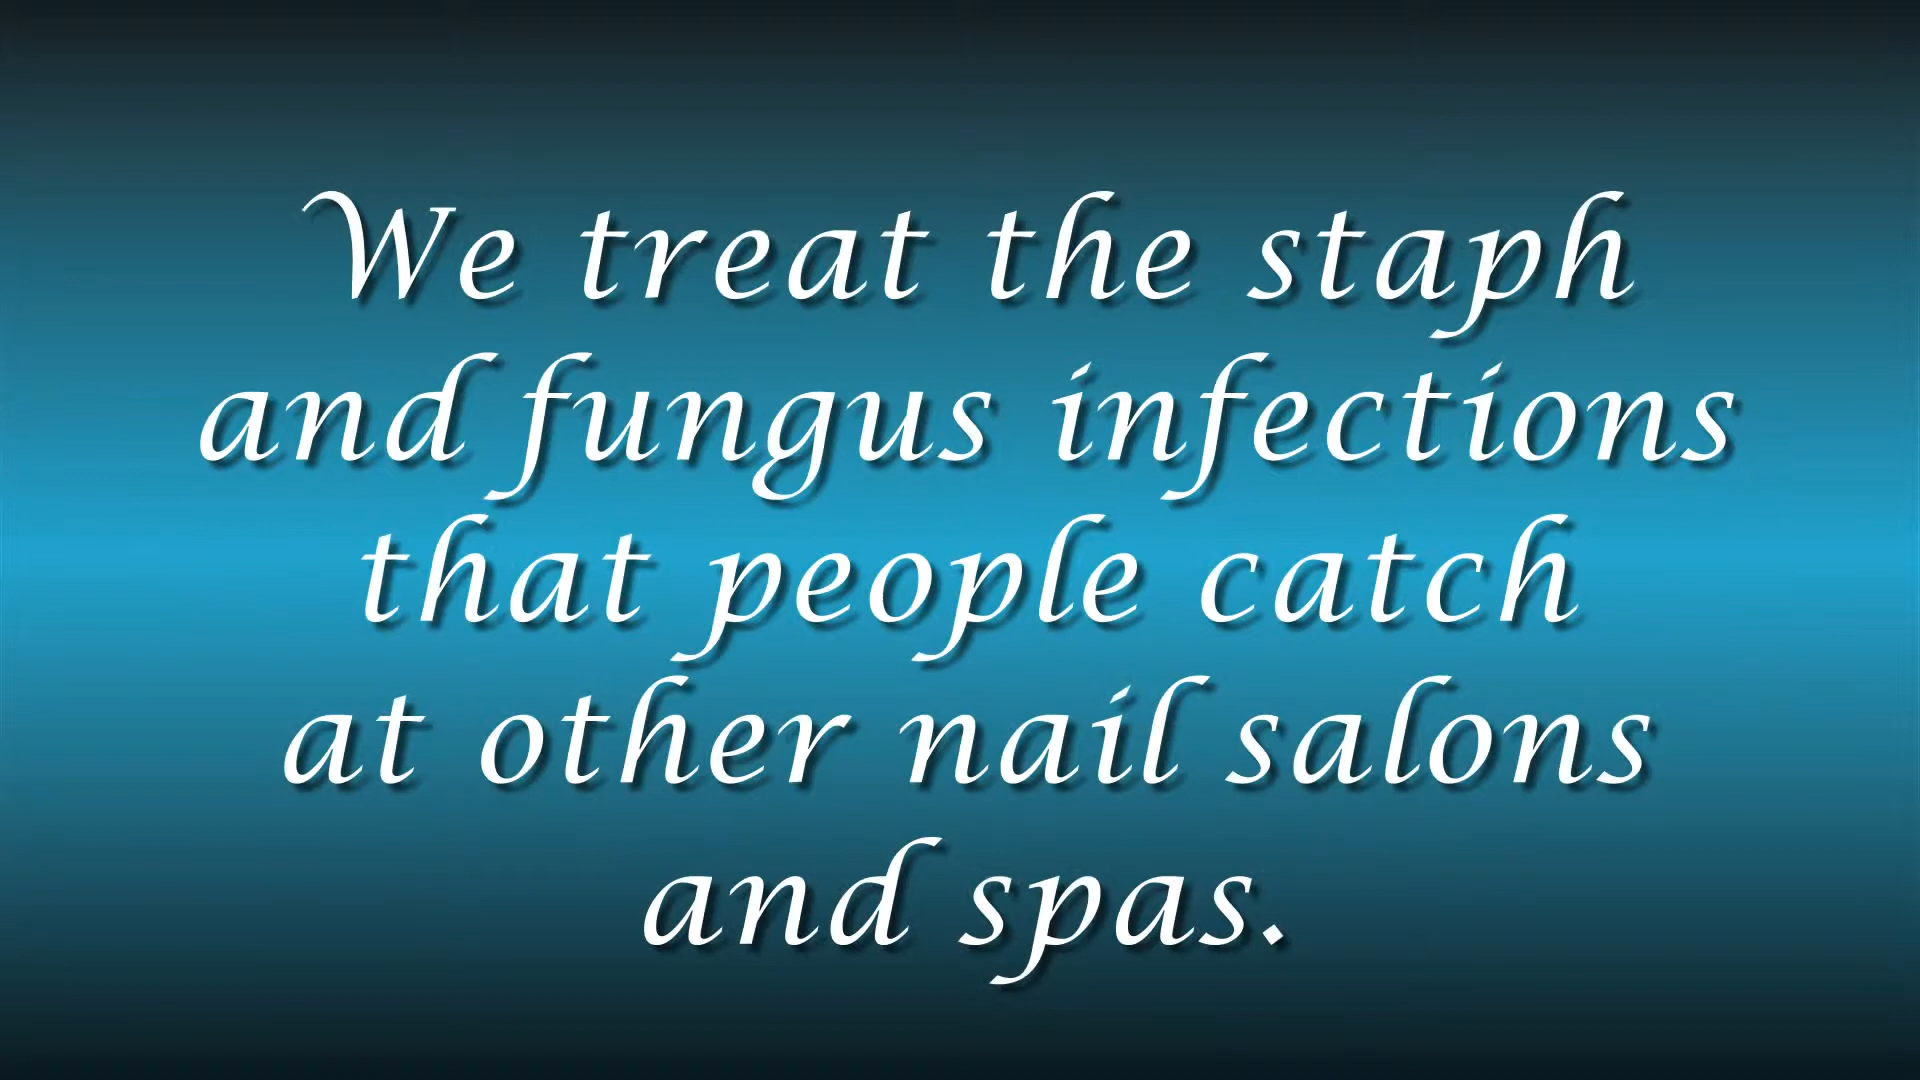 We treat the staph
and fungus infections
that people catch
at other nail salons
and spas.